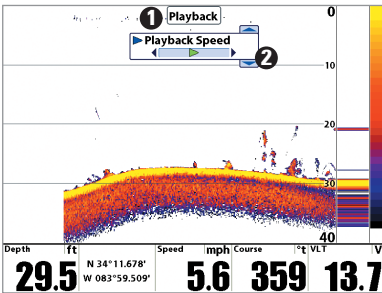 1 Playback
Playback Speed
2
0
10
20
30
40
Depth ft
29.5
N 34°11.678'
W 083°59.509'
Speed mph
5.6
Course °t
359
VLT V
13.7